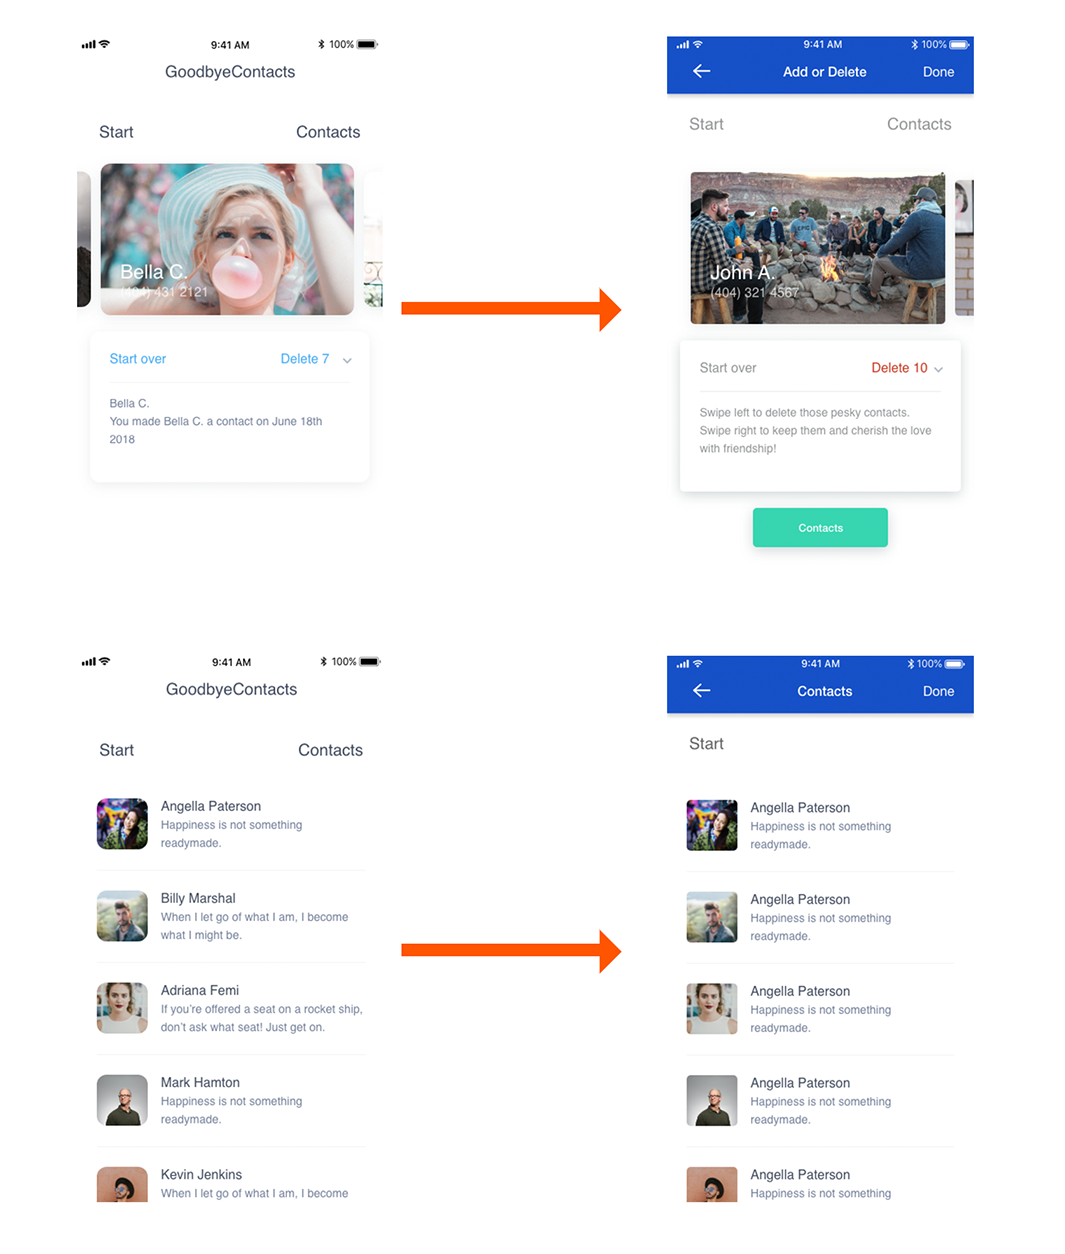 9:41 AM
100%
GoodbyeContacts
Start
Contacts
Bella C.
(404) 431 2121
Start over
Delete 7
Bella C.
You made Bella C. a contact on June 18th
2018
9:41 AM
100%
Add or Delete
Done
Start
Contacts
John A.
(404) 321 4567
Start over
Delete 10
Swipe left to delete those pesky contacts.
Swipe right to keep them and cherish the love
with friendship!
Contacts
9:41 AM
100%
GoodbyeContacts
Start
Contacts
Angella Paterson
Happiness is not something
readymade.
Billy Marshal
When I let go of what I am, I become
what I might be.
Adriana Femi
If you’re offered a seat on a rocket ship,
don’t ask what seat! Just get on.
Mark Hamton
Happiness is not something
readymade.
Kevin Jenkins
When I let go of what I am, I become
9:41 AM
100%
Contacts
Done
Start
Angella Paterson
Happiness is not something
readymade.
Angella Paterson
Happiness is not something
readymade.
Angella Paterson
Happiness is not something
readymade.
Angella Paterson
Happiness is not something
readymade.
Angella Paterson
Happiness is not something